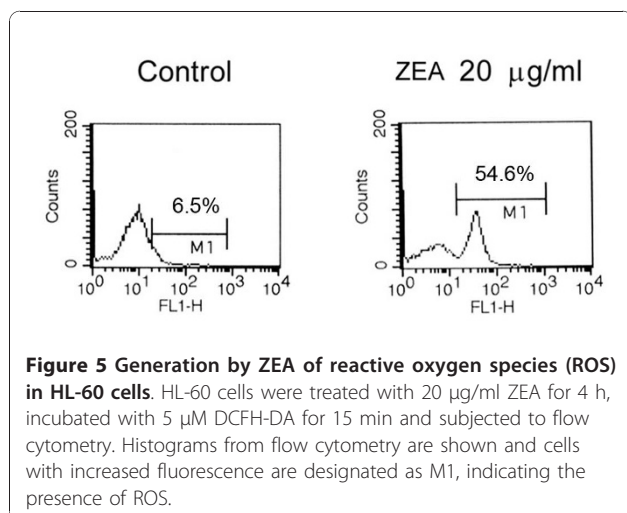 Control
ZEA 20 μg/ml
200
Counts
0
6.5%
M1
10^0 10^1 10^2 10^3 10^4
FL1-H
200
Counts
0
54.6%
M1
10^0 10^1 10^2 10^3 10^4
FL1-H
Figure 5 Generation by ZEA of reactive oxygen species (ROS)
in HL-60 cells. HL-60 cells were treated with 20 μg/ml ZEA for 4 h,
incubated with 5 μM DCFH-DA for 15 min and subjected to flow
cytometry. Histograms from flow cytometry are shown and cells
with increased fluorescence are designated as M1, indicating the
presence of ROS.